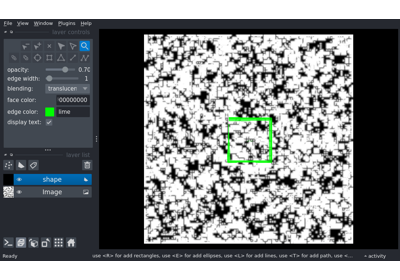 File View Window Plugins Help
layer controls
opacity: 0.70
edge width: 1
blending: translucen
face color: 00000000
edge color: lime
display text:
layer list
shape
Image
Ready
use <R> for add rectangles, use <E> for add ellipses, use <L> for add lines, use <T> for add path, use <...
activity